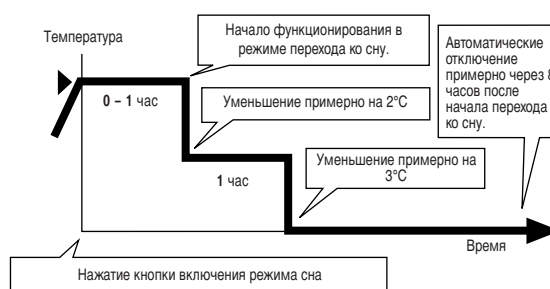 Температура
Начало функционирования в
режиме перехода ко сну.
Автоматические
отключение
примерно через 8
часов после
начала перехода
ко сну.
0 – 1 час
Уменьшение примерно на 2°C
1 час
Уменьшение примерно на
3°C
Время
Нажатие кнопки включения режима сна